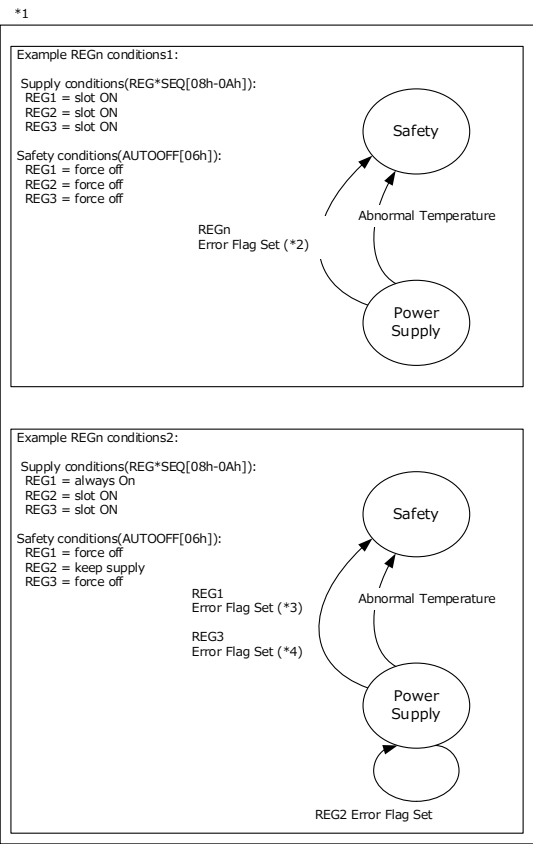 *1
Example REGn conditions1:
Supply conditions(REG*SEQ[08h-0Ah]):
REG1 = slot ON
REG2 = slot ON
REG3 = slot ON
Safety conditions(AUTOOFF[06h]):
REG1 = force off
REG2 = force off
REG3 = force off
Safety
Abnormal Temperature
REGn
Error Flag Set (*2)
Power
Supply
Example REGn conditions2:
Supply conditions(REG*SEQ[08h-0Ah]):
REG1 = always On
REG2 = slot ON
REG3 = slot ON
Safety conditions(AUTOOFF[06h]):
REG1 = force off
REG2 = keep supply
REG3 = force off
Safety
REG1
Error Flag Set (*3)
Abnormal Temperature
REG3
Error Flag Set (*4)
Power
Supply
REG2 Error Flag Set